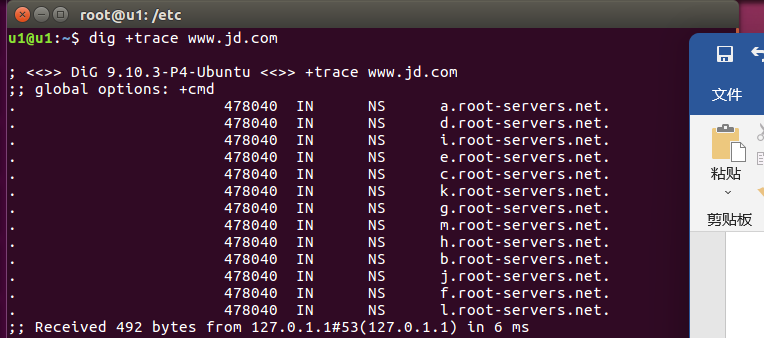 root@u1: /etc
u1@u1:~$ dig +trace www.jd.com
; <<>> DiG 9.10.3-P4-Ubuntu <<>> +trace www.jd.com
;; global options: +cmd
. 478040 IN NS a.root-servers.net.
. 478040 IN NS d.root-servers.net.
. 478040 IN NS i.root-servers.net.
. 478040 IN NS e.root-servers.net.
. 478040 IN NS c.root-servers.net.
. 478040 IN NS k.root-servers.net.
. 478040 IN NS g.root-servers.net.
. 478040 IN NS m.root-servers.net.
. 478040 IN NS h.root-servers.net.
. 478040 IN NS b.root-servers.net.
. 478040 IN NS j.root-servers.net.
. 478040 IN NS f.root-servers.net.
. 478040 IN NS l.root-servers.net.
;; Received 492 bytes from 127.0.1.1#53(127.0.1.1) in 6 ms
文件
粘贴
剪贴板